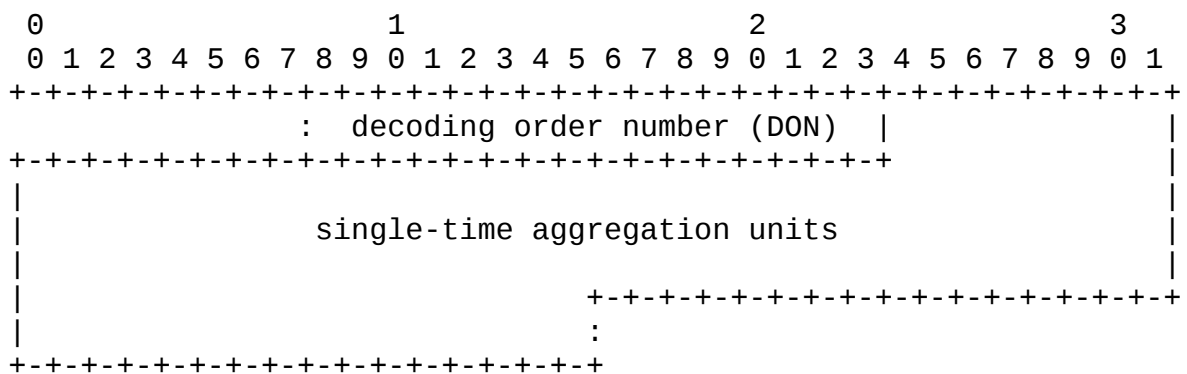 0                   1                   2                   3
 0 1 2 3 4 5 6 7 8 9 0 1 2 3 4 5 6 7 8 9 0 1 2 3 4 5 6 7 8 9 0 1
+-+-+-+-+-+-+-+-+-+-+-+-+-+-+-+-+-+-+-+-+-+-+-+-+-+-+-+-+-+-+-+-+
                :  decoding order number (DON)  |               |
+-+-+-+-+-+-+-+-+-+-+-+-+-+-+-+-+-+-+-+-+-+-+-+-+               |
|                                                               |
|                single-time aggregation units                  |
|                                                               |
|                               +-+-+-+-+-+-+-+-+-+-+-+-+-+-+-+-+
|                               :
+-+-+-+-+-+-+-+-+-+-+-+-+-+-+-+-+